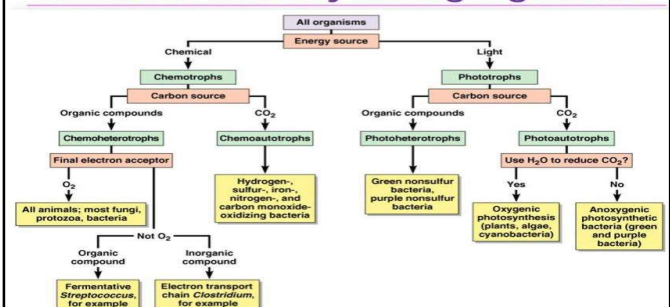 All organisms
Energy source
Chemical
Light
Chemotrophs
Phototrophs
Carbon source
Carbon source
Organic compounds
CO₂
Organic compounds
CO₂
Chemoheterotrophs
Chemoautotrophs
Photoheterotrophs
Photoautotrophs
Final electron acceptor
Use H₂O to reduce CO₂?
O₂
Hydrogen-,
sulfur-, iron-,
nitrogen-, and
carbon monoxide-
oxidizing bacteria
Green nonsulfur
bacteria,
purple nonsulfur
bacteria
Yes
No
All animals; most fungi,
protozoa, bacteria
Oxygenic
photosynthesis
(plants, algae,
cyanobacteria)
Anoxygenic
photosynthetic
bacteria (green
and purple
bacteria)
Not O₂
Organic
compound
Inorganic
compound
Fermentative
Streptococcus,
for example
Electron transport
chain Clostridium,
for example